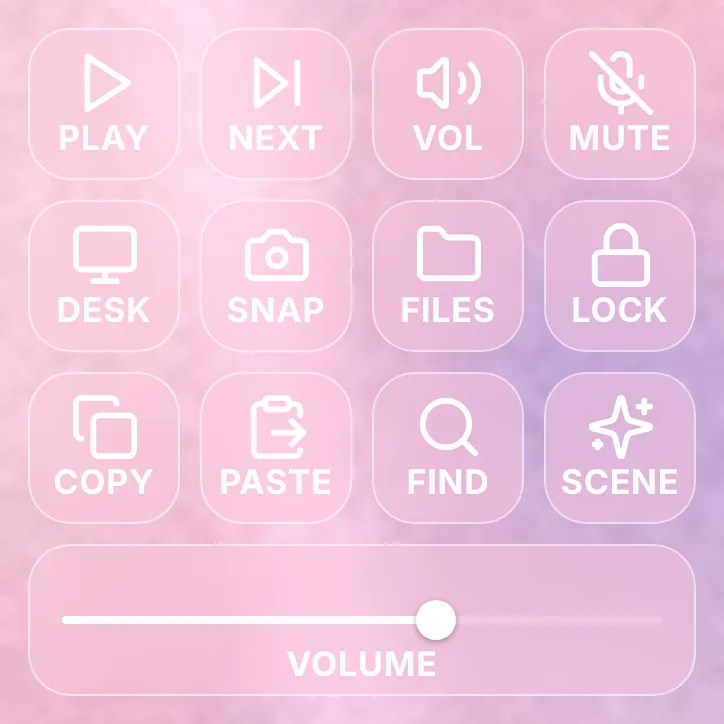 PLAY NEXT VOL MUTE
DESK SNAP FILES LOCK
COPY PASTE FIND SCENE
VOLUME